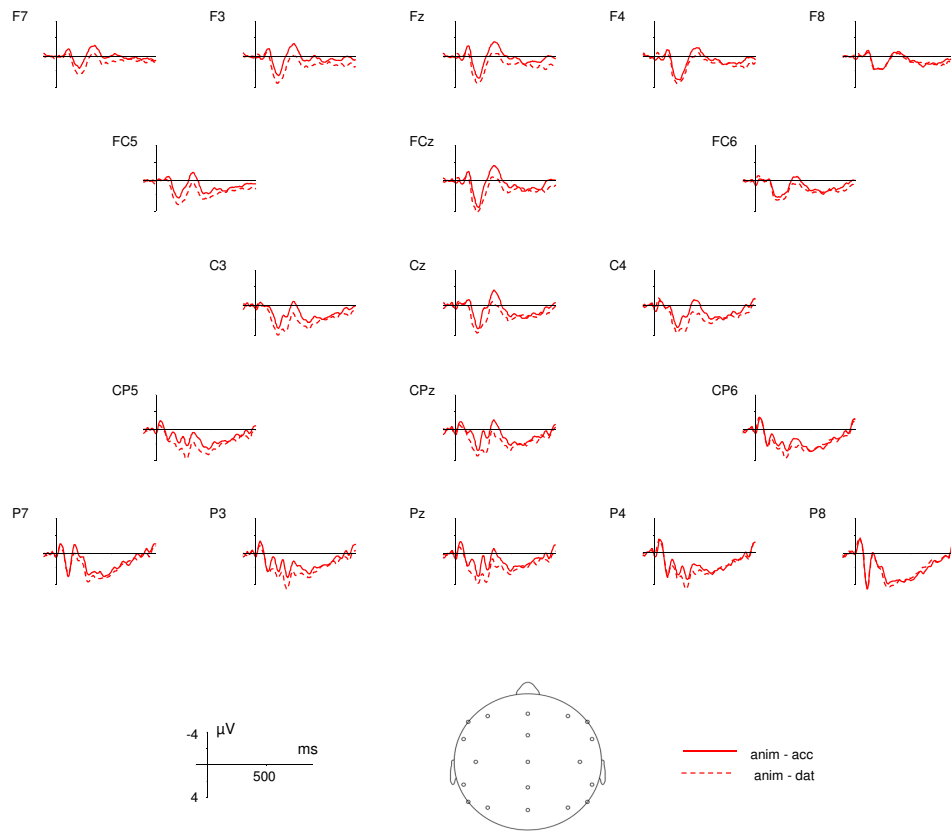 F7 F3 Fz F4 F8
FC5 FCz FC6
C3 Cz C4
CP5 CPz CP6
P7 P3 Pz P4 P8
-4 µV
ms
500
4
anim - acc
anim - dat